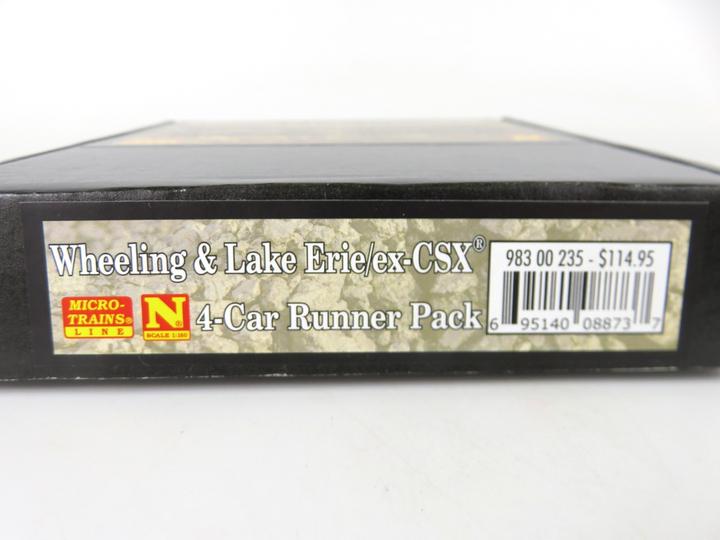 Wheeling & Lake Erie/ex-CSX®
983 00 235 - $114.95
MICRO-
TRAINS®
LINE
N®
SCALE 1:160
4-Car Runner Pack
6 95140 08873 7